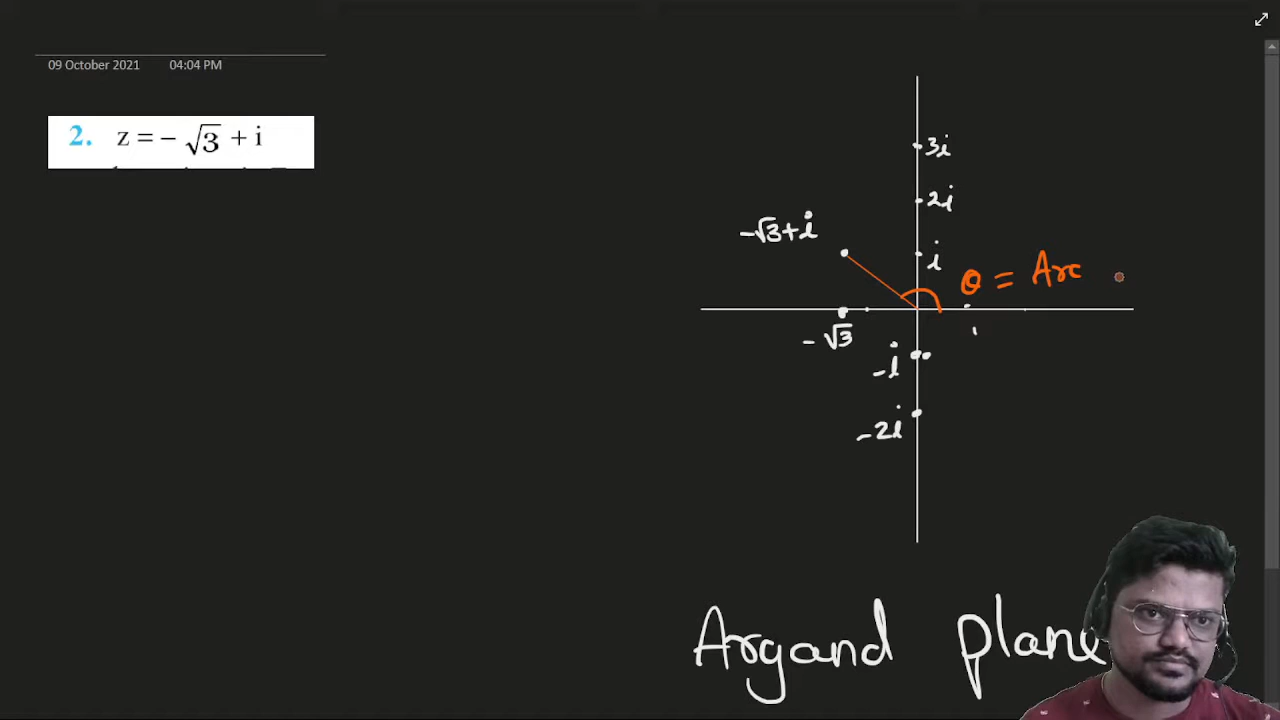 09 October 2021 04:04 PM
2. z = − √3 + i
3i
2i
-√3+i
i
θ = Arc
- √3
-i
-2i
Argand plane